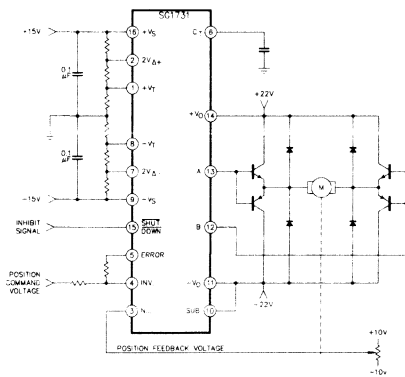 SG1731
+15V
16 +VS
CT 6
2 2VΔ+
0.1
μF
1 +VT
+22V
+VO 14
8 -VT
0.1
μF
7 2VΔ-
A 13
M
-15V
9 -VS
INHIBIT
SIGNAL
15 SHUT
DOWN
B 12
5 ERROR
POSITION
COMMAND
VOLTAGE
4 INV.
-VO 11
-22V
3 N.I.
SUB 10
POSITION FEEDBACK VOLTAGE
+10v
-10v